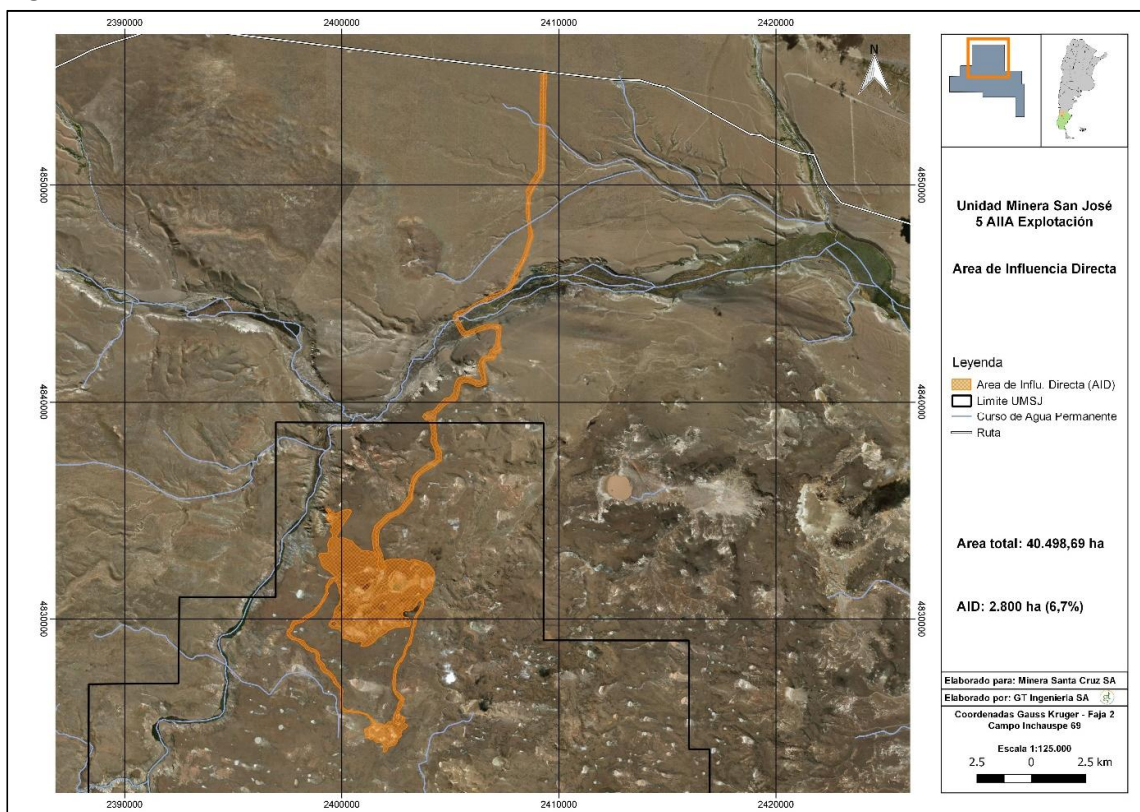 2390000 2400000 2410000 2420000
N
4850000 4850000
4840000 4840000
4830000 4830000
2390000 2400000 2410000 2420000
Unidad Minera San José
5 AIIA Explotación
Area de Influencia Directa
Leyenda
Area de Influ. Directa (AID)
Limite UMSJ
Curso de Agua Permanente
Ruta
Area total: 40.498,69 ha
AID: 2.800 ha (6,7%)
Elaborado para: Minera Santa Cruz SA
Elaborado por: GT Ingenieria SA
Coordenadas Gauss Kruger - Faja 2
Campo Inchauspe 69
Escala 1:125.000
2.5 0 2.5 km